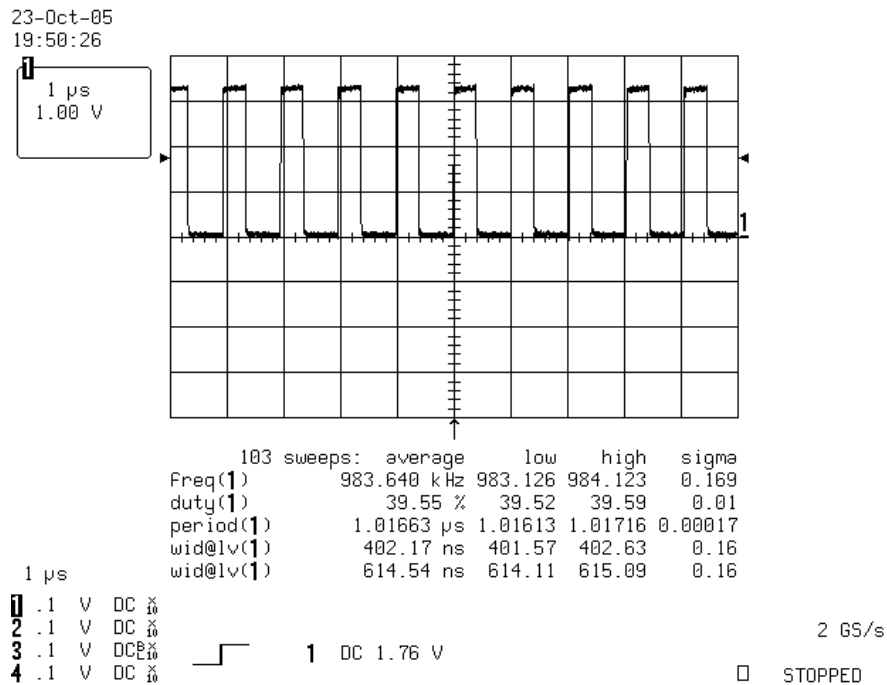 23-Oct-05
19:50:26
1
1 µs
1.00 V
1
103 sweeps: average low high sigma
Freq(1) 983.640 kHz 983.126 984.123 0.169
duty(1) 39.55 % 39.52 39.59 0.01
period(1) 1.01663 µs 1.01613 1.01716 0.00017
wid@lv(1) 402.17 ns 401.57 402.63 0.16
wid@lv(1) 614.54 ns 614.11 615.09 0.16
1 µs
1 .1 V DC X10
2 .1 V DC X10
3 .1 V DC BL X10
4 .1 V DC X10
1 DC 1.76 V
2 GS/s
STOPPED